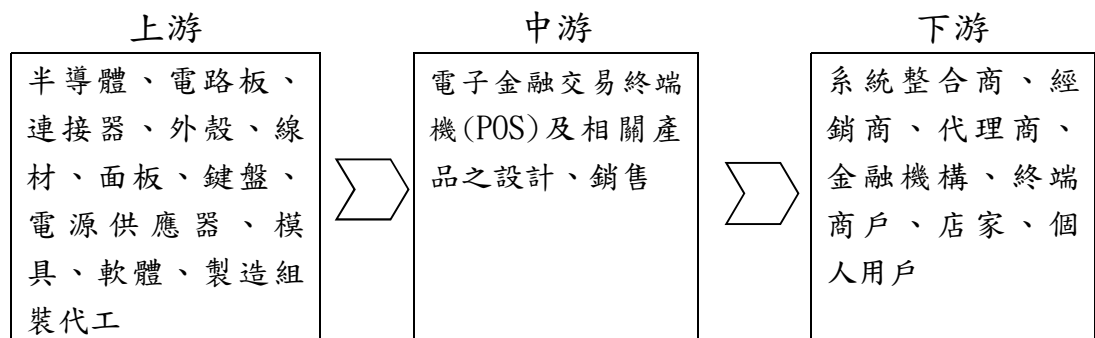 上游
半導體、電路板、
連接器、外殼、線
材、面板、鍵盤、
電源供應器、模
具、軟體、製造組
裝代工
中游
電子金融交易終端
機(POS)及相關產
品之設計、銷售
下游
系統整合商、經
銷商、代理商、
金融機構、終端
商戶、店家、個
人用戶